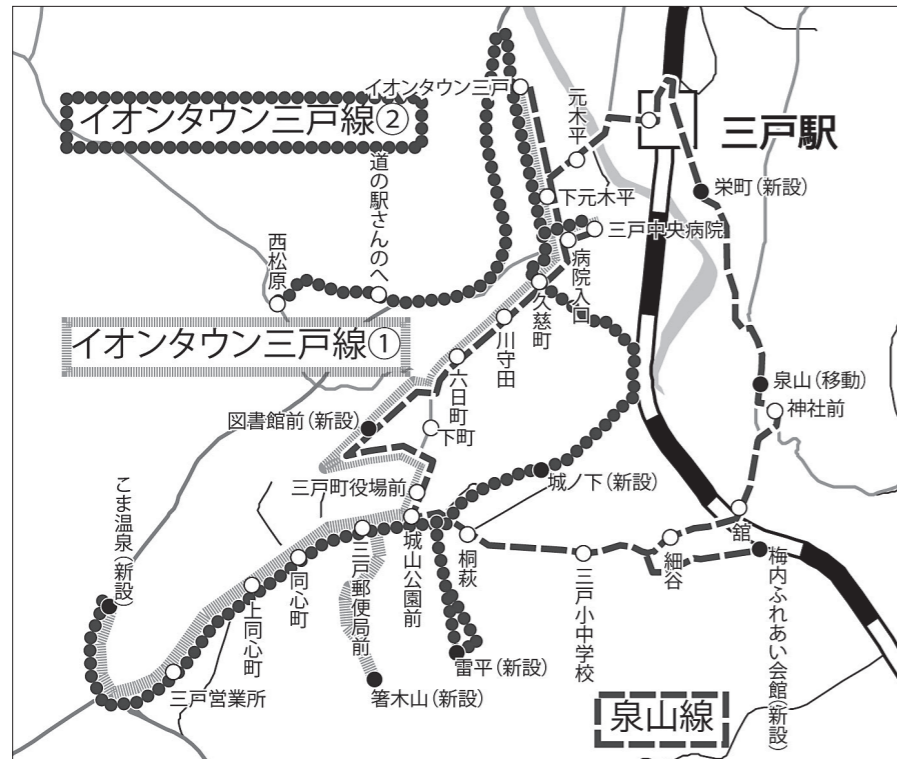 イオンタウン三戸
元木平
三戸駅
イオンタウン三戸線②
道の駅さんのへ
下元木平
栄町(新設)
三戸中央病院
西松原
病院入口
久慈町
イオンタウン三戸線①
川守田
六日町
泉山(移動)
神社前
図書館前(新設)
下町
三戸町役場前
城ノ下(新設)
舘
こま温泉(新設)
城山公園前
桐萩
細谷
三戸郵便局前
同心町
上同心町
三戸小中学校
梅内ふれあい会館(新設)
雷平(新設)
三戸営業所
箸木山(新設)
泉山線